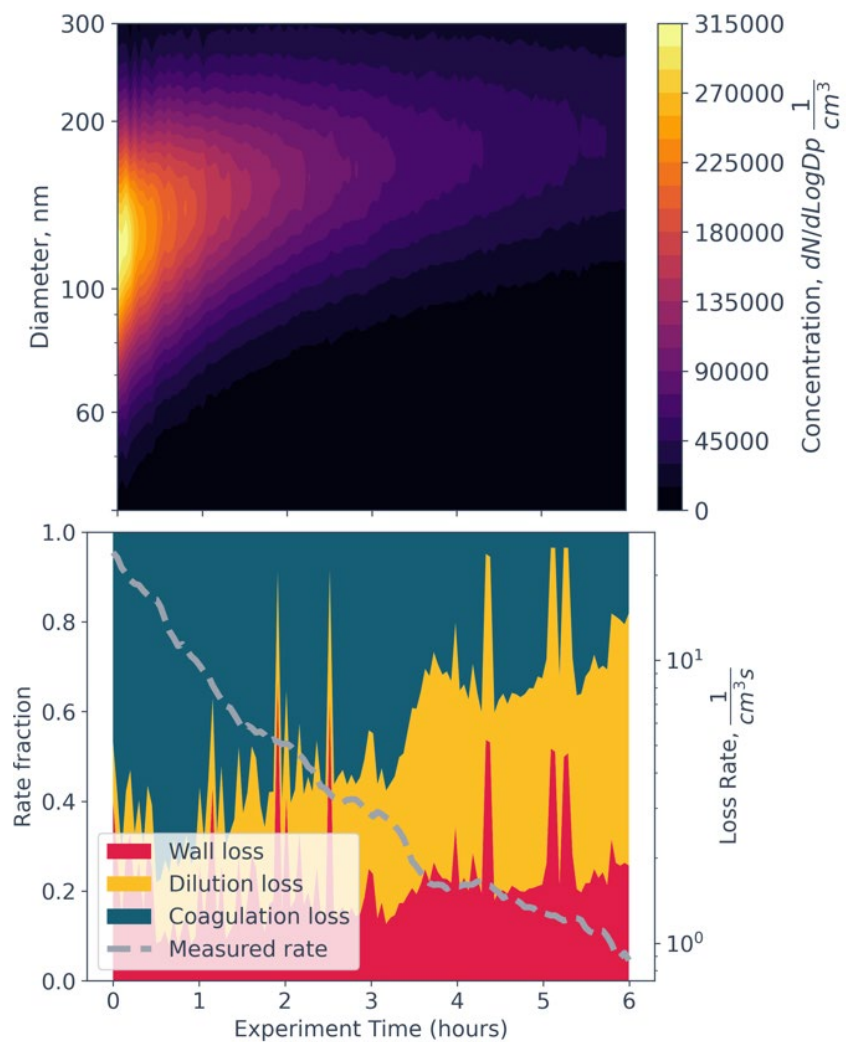 300
200
100
60
Diameter, nm
315000
270000
225000
180000
135000
90000
45000
0
Concentration, dN/dLogDp 1/cm³
1.0
0.8
0.6
0.4
0.2
0.0
Rate fraction
Wall loss
Dilution loss
Coagulation loss
Measured rate
10¹
10⁰
Loss Rate, 1/cm³s
0 1 2 3 4 5 6
Experiment Time (hours)